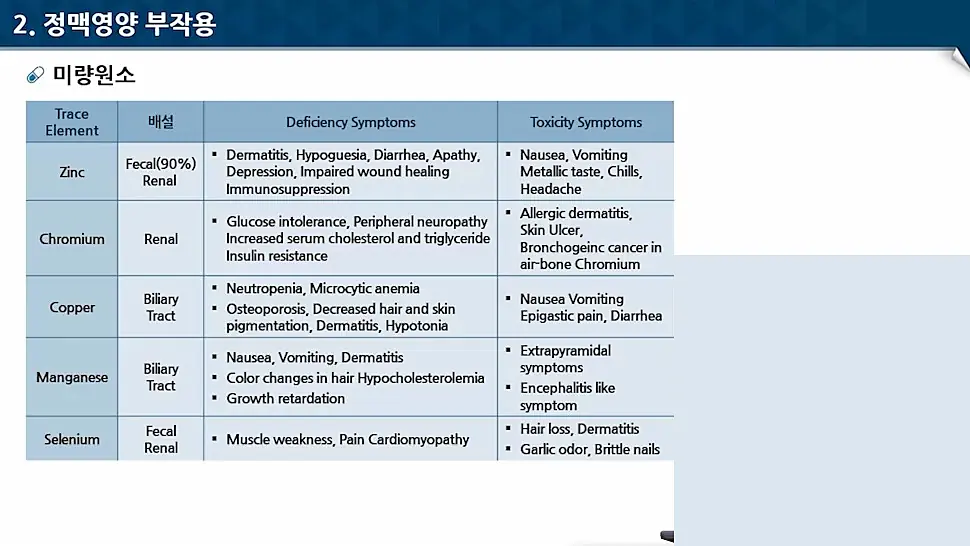 2. 정맥영양 부작용
미량원소
Trace
Element
배설
Deficiency Symptoms
Toxicity Symptoms
Zinc
Fecal(90%)
Renal
▪ Dermatitis, Hypoguesia, Diarrhea, Apathy,
Depression, Impaired wound healing
Immunosuppression
▪ Nausea, Vomiting
Metallic taste, Chills,
Headache
Chromium
Renal
▪ Glucose intolerance, Peripheral neuropathy
Increased serum cholesterol and triglyceride
Insulin resistance
▪ Allergic dermatitis,
Skin Ulcer,
Bronchogeinc cancer in
air-bone Chromium
Copper
Biliary
Tract
▪ Neutropenia, Microcytic anemia
▪ Osteoporosis, Decreased hair and skin
pigmentation, Dermatitis, Hypotonia
▪ Nausea Vomiting
Epigastic pain, Diarrhea
Manganese
Biliary
Tract
▪ Nausea, Vomiting, Dermatitis
▪ Color changes in hair Hypocholesterolemia
▪ Growth retardation
▪ Extrapyramidal
symptoms
▪ Encephalitis like
symptom
Selenium
Fecal
Renal
▪ Muscle weakness, Pain Cardiomyopathy
▪ Hair loss, Dermatitis
▪ Garlic odor, Brittle nails